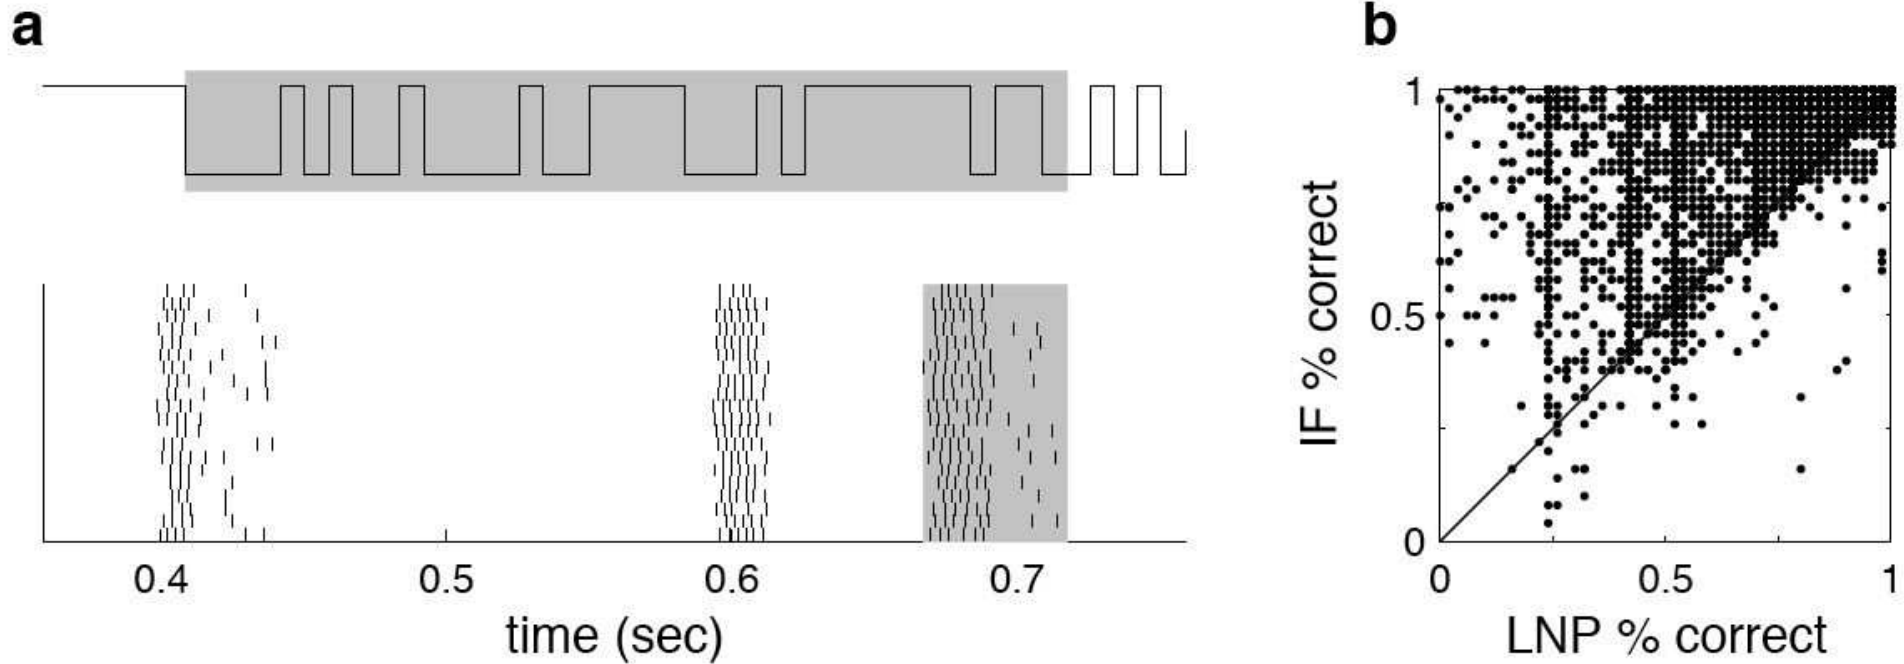 a
0.4 0.5 0.6 0.7
time (sec)
b
1
0.5
0
IF % correct
0 0.5 1
LNP % correct